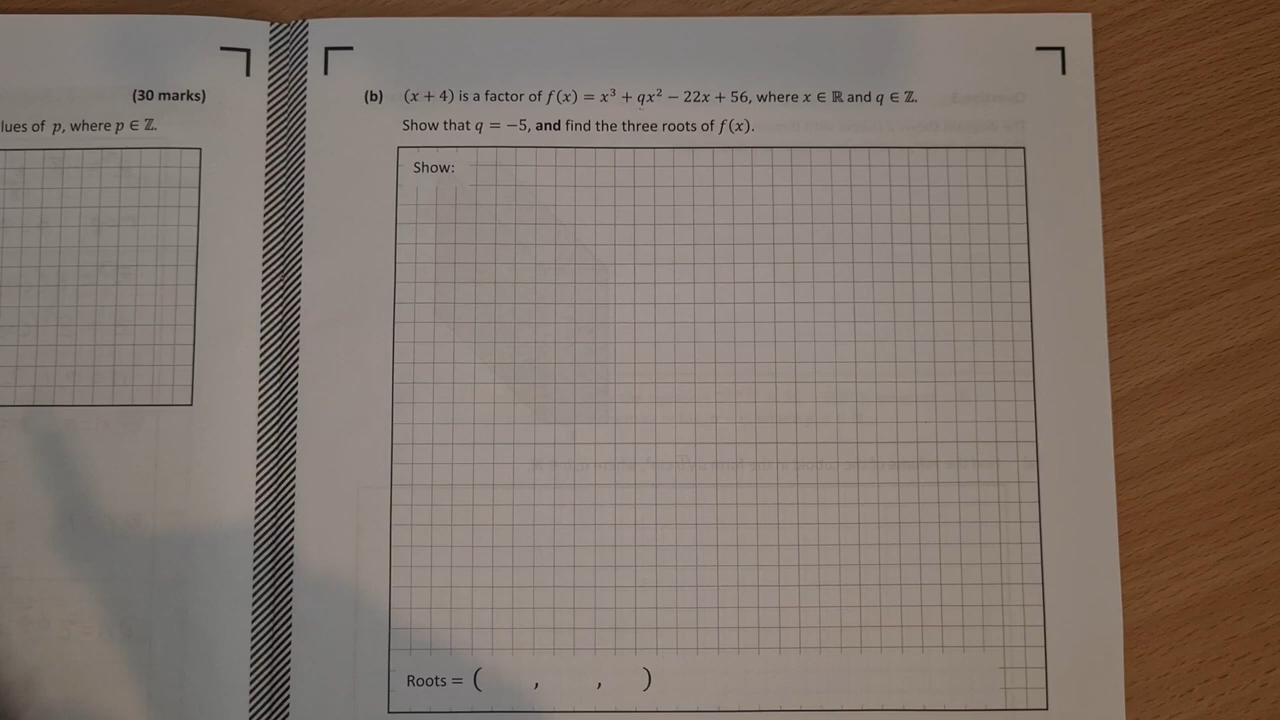 (30 marks)
lues of p, where p ∈ ℤ.
(b) (x + 4) is a factor of f(x) = x³ + qx² − 22x + 56, where x ∈ ℝ and q ∈ ℤ.
Show that q = −5, and find the three roots of f(x).
Show:
Roots = ( , , )